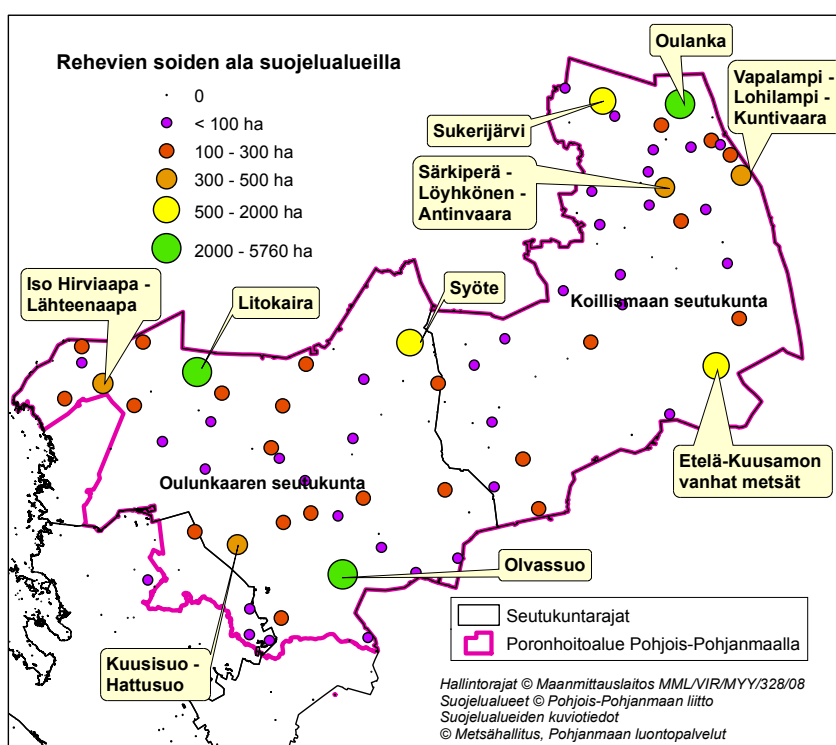 Rehevien soiden ala suojelualueilla
0
< 100 ha
100 - 300 ha
300 - 500 ha
500 - 2000 ha
2000 - 5760 ha
Oulanka
Vapalampi -
Lohilampi -
Kuntivaara
Sukerijärvi
Särkiperä -
Löyhkönen -
Antinvaara
Iso Hirviaapa -
Lähteenaapa
Litokaira
Syöte
Koillismaan seutukunta
Etelä-Kuusamon
vanhat metsät
Oulunkaaren seutukunta
Olvassuo
Kuusisuo -
Hattusuo
Seutukuntarajat
Poronhoitoalue Pohjois-Pohjanmaalla
Hallintorajat © Maanmittauslaitos MML/VIR/MYY/328/08
Suojelualueet © Pohjois-Pohjanmaan liitto
Suojelualueiden kuviotiedot
© Metsähallitus, Pohjanmaan luontopalvelut